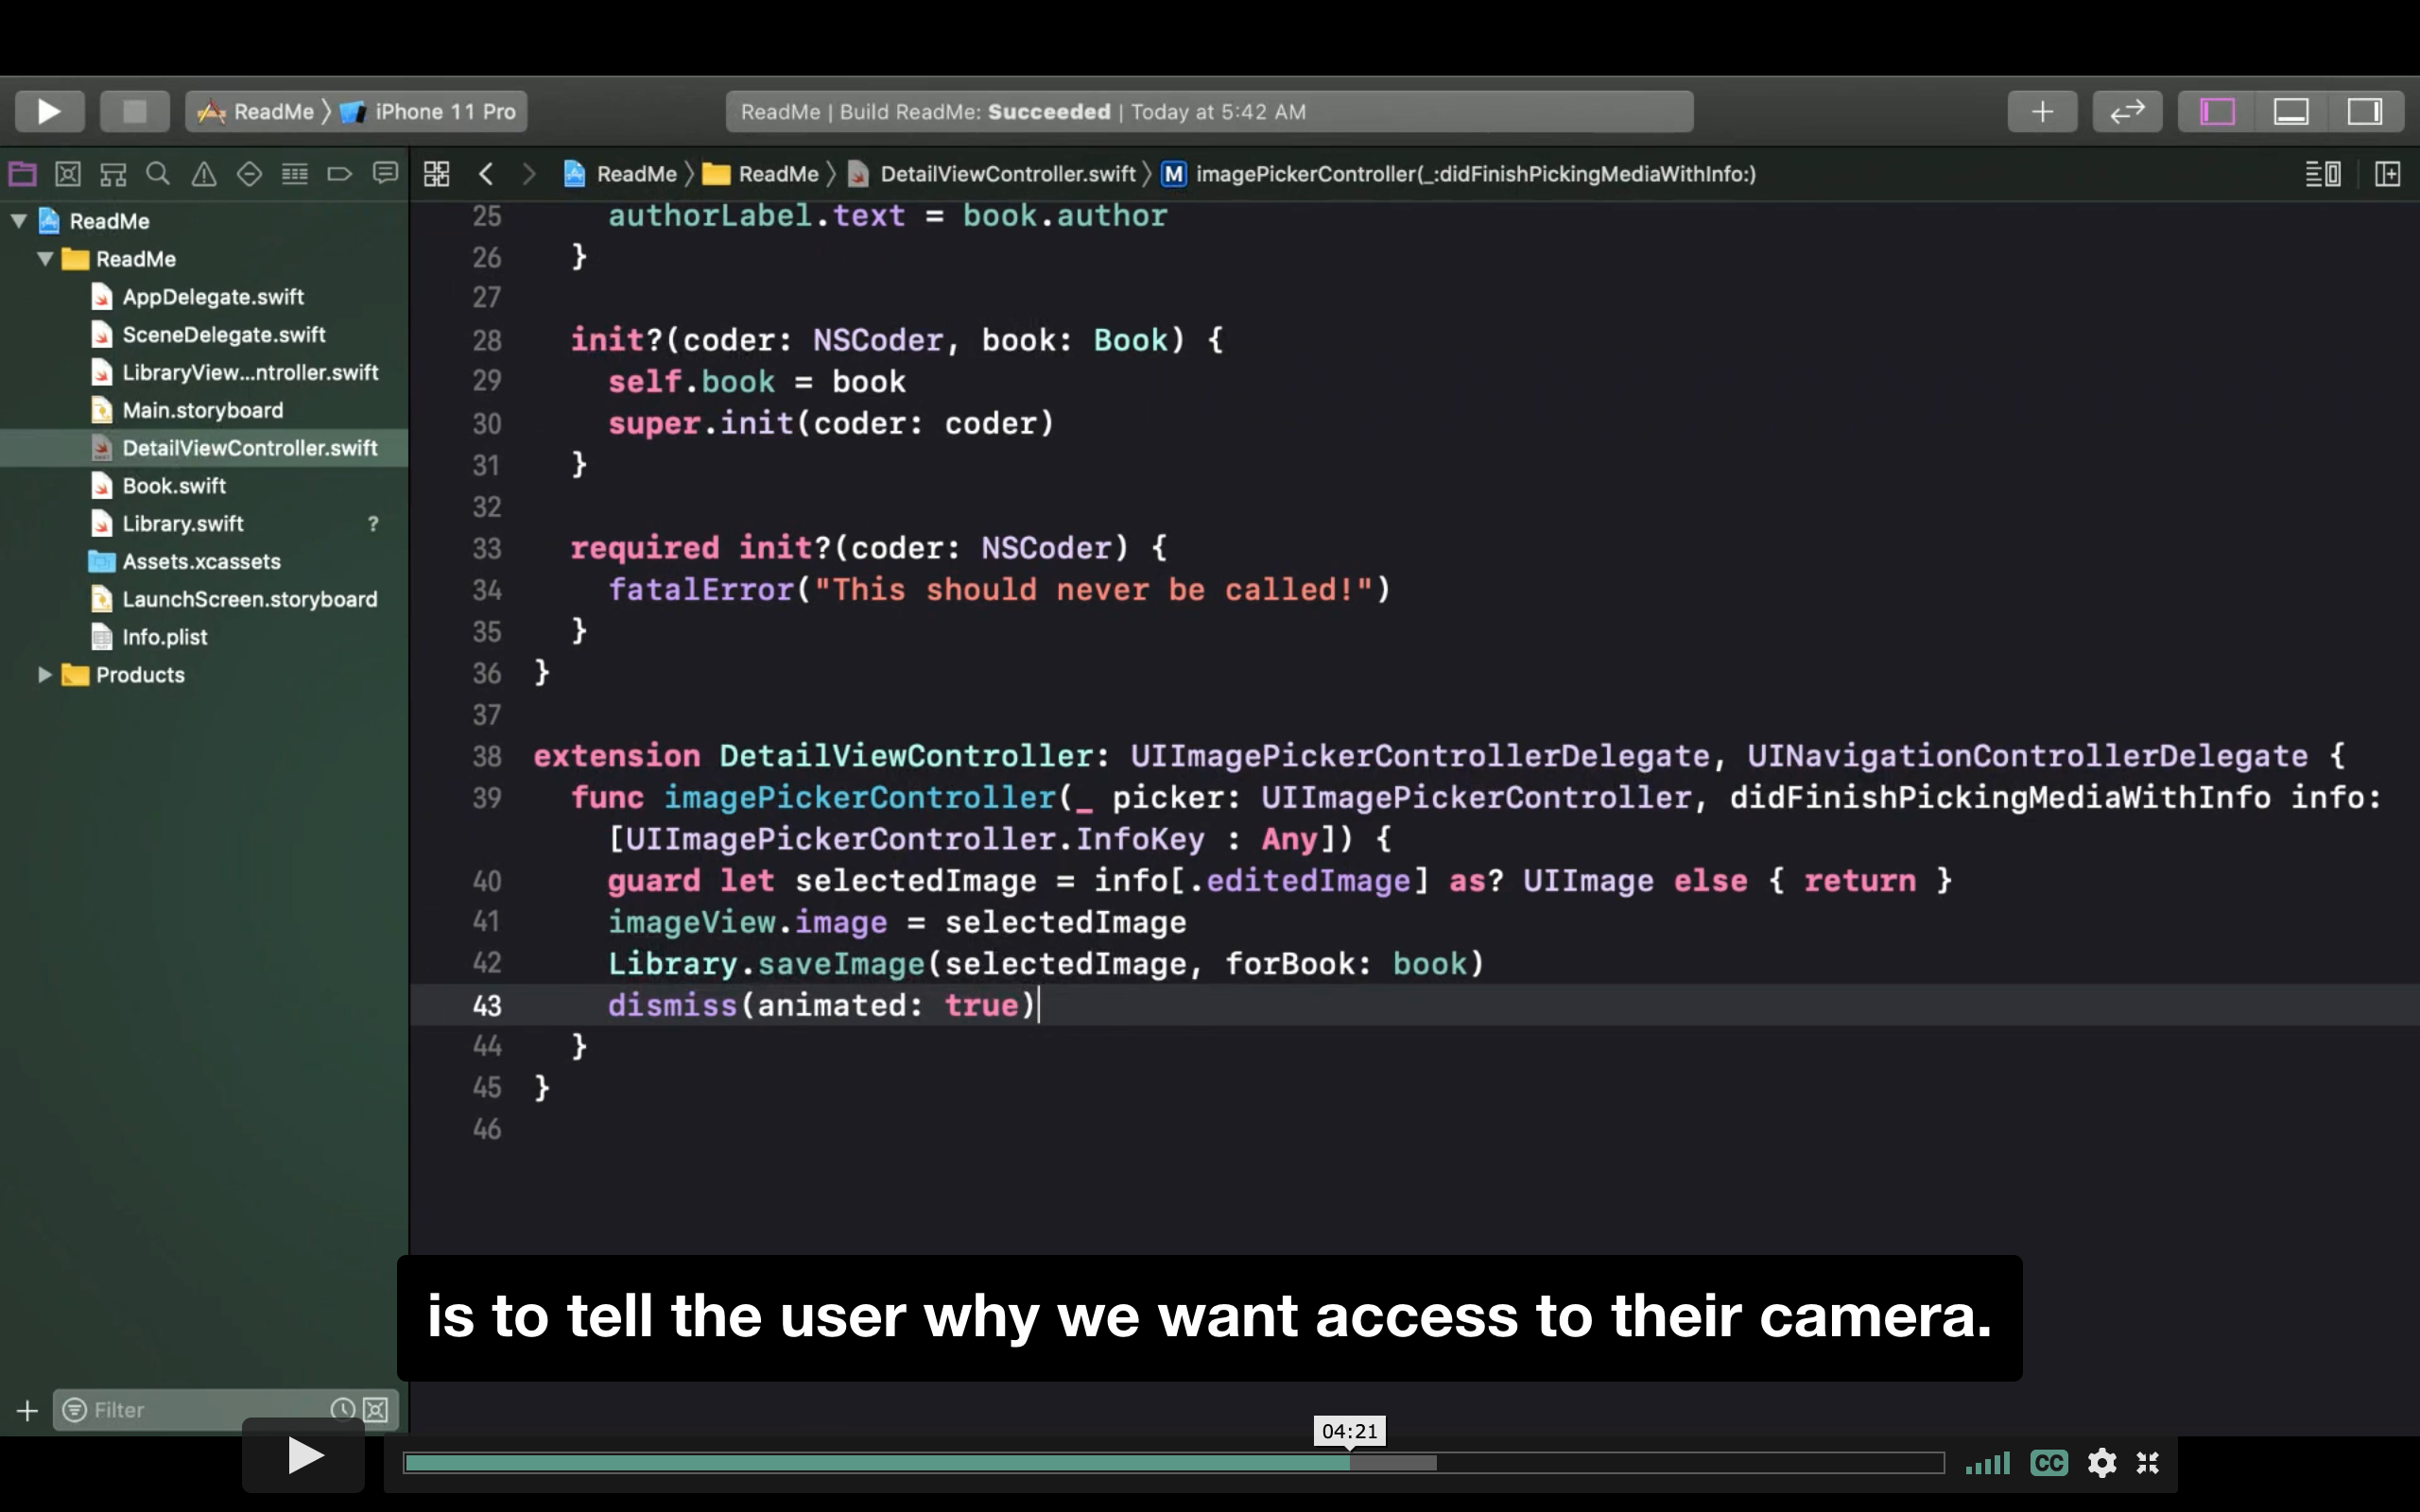 ReadMe 〉 iPhone 11 Pro
ReadMe | Build ReadMe: Succeeded | Today at 5:42 AM
ReadMe 〉 ReadMe 〉 DetailViewController.swift 〉 M imagePickerController(_:didFinishPickingMediaWithInfo:)
ReadMe
ReadMe
AppDelegate.swift
SceneDelegate.swift
LibraryView...ntroller.swift
Main.storyboard
DetailViewController.swift
Book.swift
Library.swift ?
Assets.xcassets
LaunchScreen.storyboard
Info.plist
Products
Filter
25 authorLabel.text = book.author
26 }
27
28 init?(coder: NSCoder, book: Book) {
29 self.book = book
30 super.init(coder: coder)
31 }
32
33 required init?(coder: NSCoder) {
34 fatalError("This should never be called!")
35 }
36 }
37
38 extension DetailViewController: UIImagePickerControllerDelegate, UINavigationControllerDelegate {
39 func imagePickerController(_ picker: UIImagePickerController, didFinishPickingMediaWithInfo info:
[UIImagePickerController.InfoKey : Any]) {
40 guard let selectedImage = info[.editedImage] as? UIImage else { return }
41 imageView.image = selectedImage
42 Library.saveImage(selectedImage, forBook: book)
43 dismiss(animated: true)
44 }
45 }
46
is to tell the user why we want access to their camera.
04:21
CC